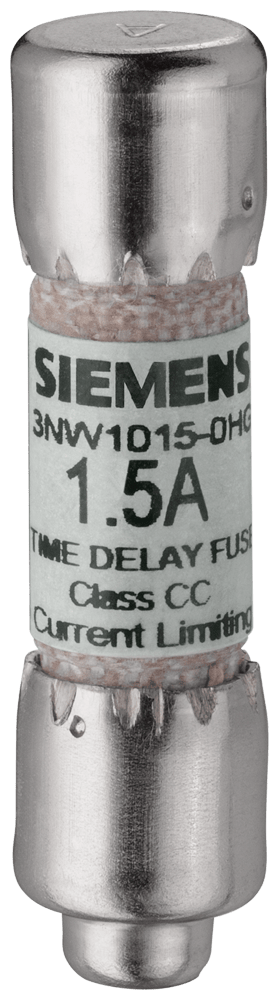 SIEMENS
3NW1015-0HG
1.5A
TIME DELAY FUSE
Class CC
Current Limiting